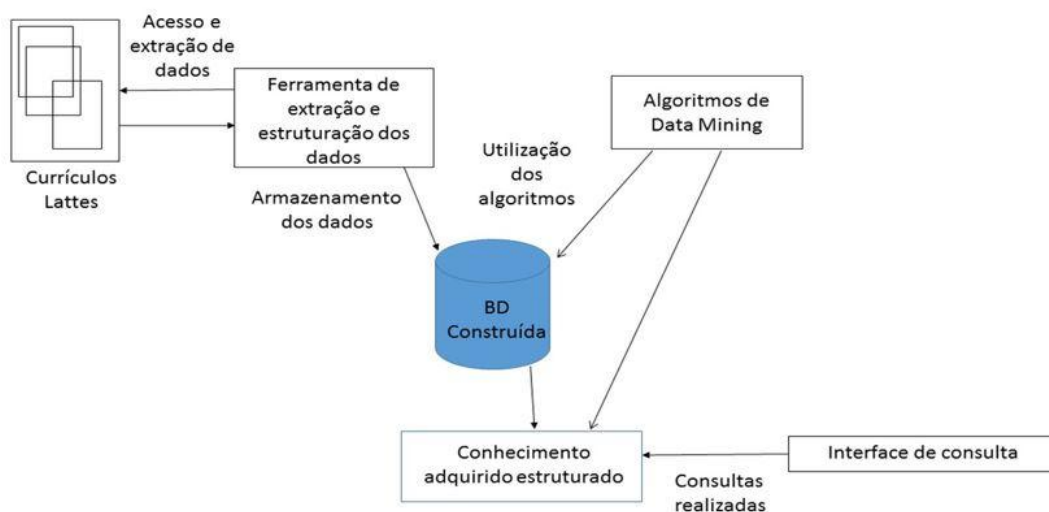 Acesso e
extração de
dados
Currículos
Lattes
Ferramenta de
extração e
estruturação dos
dados
Armazenamento
dos dados
Algoritmos de
Data Mining
Utilização
dos
algoritmos
BD
Construída
Conhecimento
adquirido estruturado
Consultas
realizadas
Interface de consulta